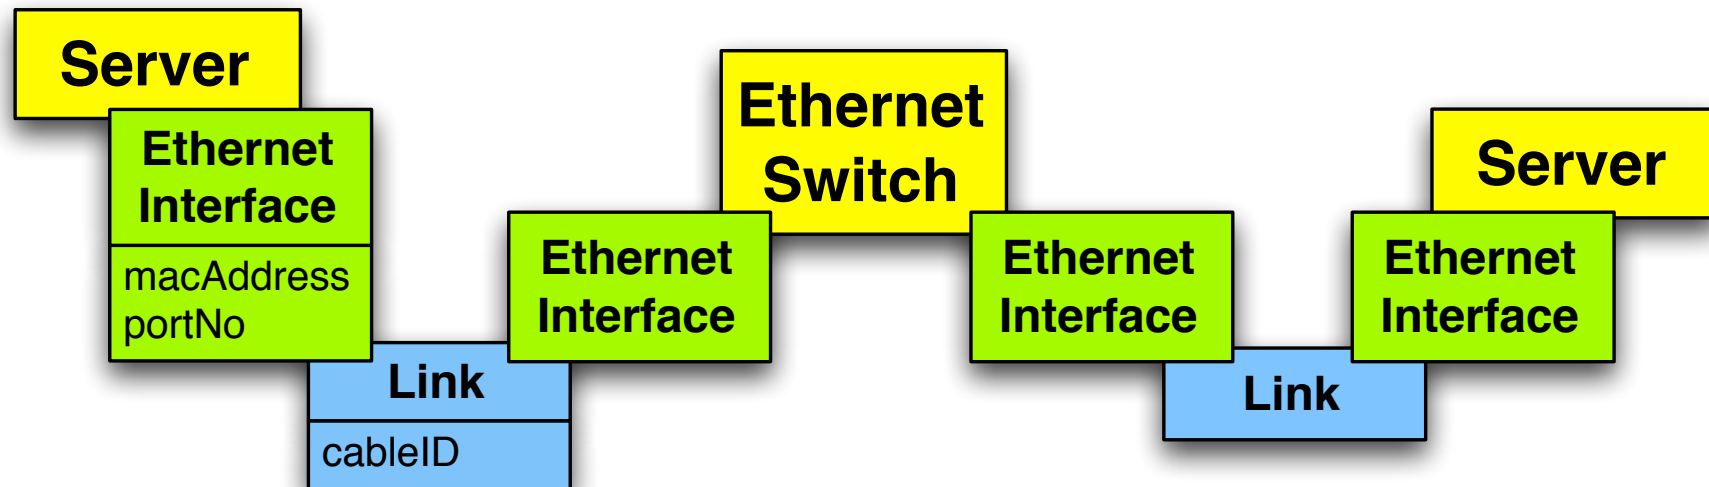 Server
Ethernet
Interface
macAddress
portNo
Link
cableID
Ethernet
Interface
Ethernet
Switch
Ethernet
Interface
Link
Ethernet
Interface
Server